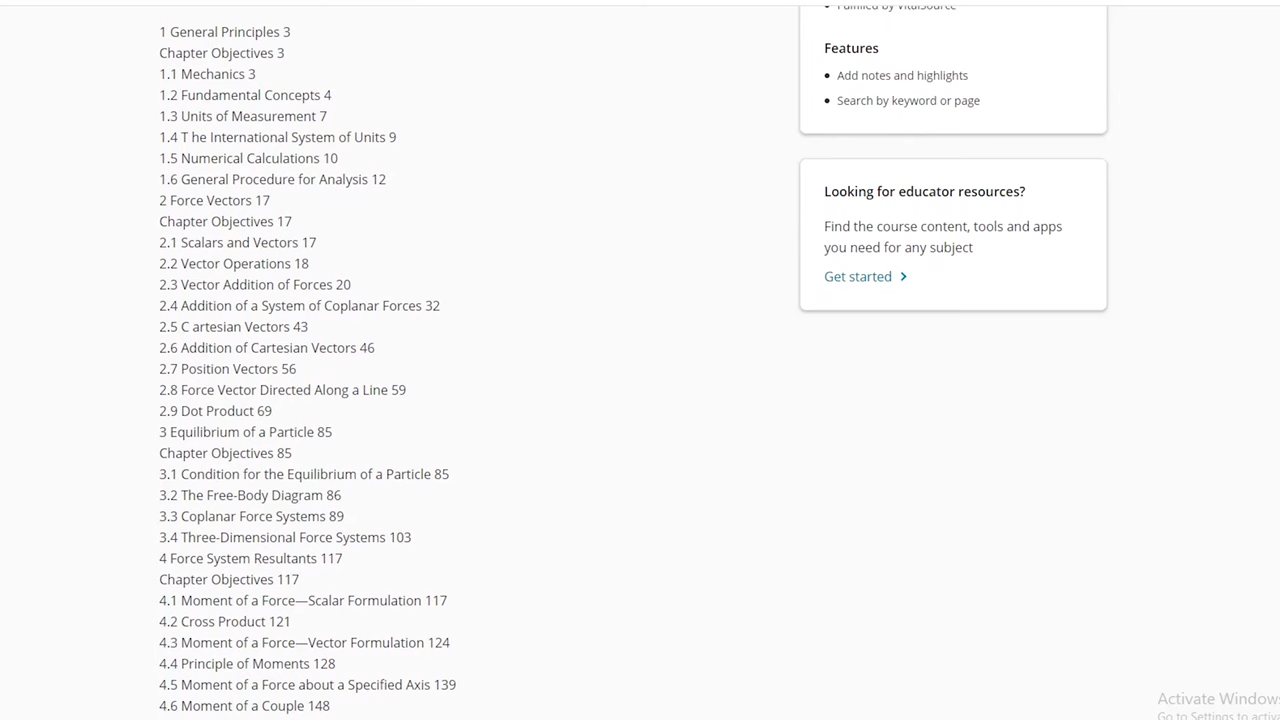 1 General Principles 3
Chapter Objectives 3
1.1 Mechanics 3
1.2 Fundamental Concepts 4
1.3 Units of Measurement 7
1.4 T he International System of Units 9
1.5 Numerical Calculations 10
1.6 General Procedure for Analysis 12
2 Force Vectors 17
Chapter Objectives 17
2.1 Scalars and Vectors 17
2.2 Vector Operations 18
2.3 Vector Addition of Forces 20
2.4 Addition of a System of Coplanar Forces 32
2.5 C artesian Vectors 43
2.6 Addition of Cartesian Vectors 46
2.7 Position Vectors 56
2.8 Force Vector Directed Along a Line 59
2.9 Dot Product 69
3 Equilibrium of a Particle 85
Chapter Objectives 85
3.1 Condition for the Equilibrium of a Particle 85
3.2 The Free-Body Diagram 86
3.3 Coplanar Force Systems 89
3.4 Three-Dimensional Force Systems 103
4 Force System Resultants 117
Chapter Objectives 117
4.1 Moment of a Force—Scalar Formulation 117
4.2 Cross Product 121
4.3 Moment of a Force—Vector Formulation 124
4.4 Principle of Moments 128
4.5 Moment of a Force about a Specified Axis 139
4.6 Moment of a Couple 148
Fulfilled by VitalSource
Features
Add notes and highlights
Search by keyword or page
Looking for educator resources?
Find the course content, tools and apps
you need for any subject
Get started
Activate Windows
Go to Settings to activa